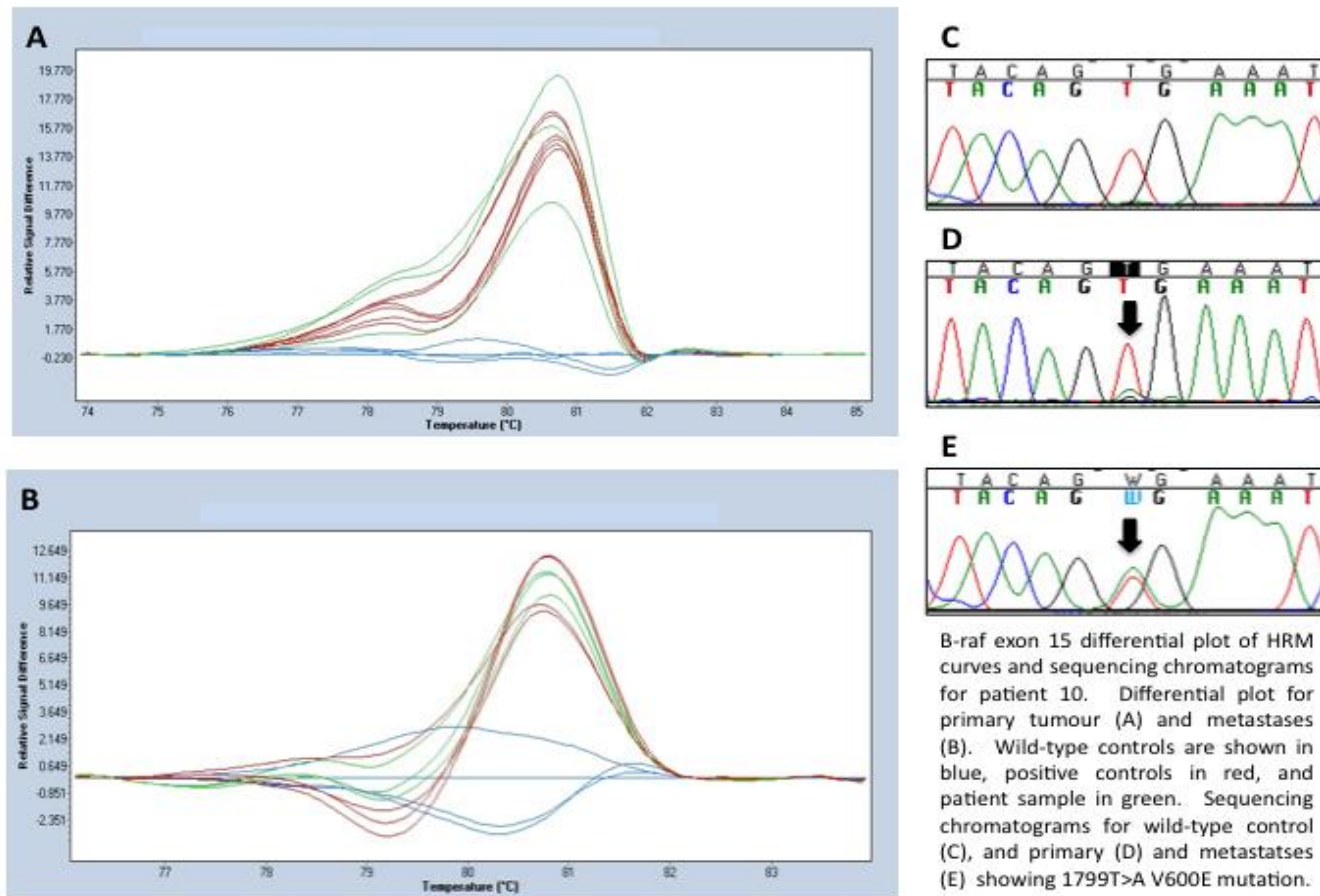 A
19.770
17.770
15.770
13.770
11.770
9.770
7.770
5.770
3.770
1.770
-0.230
Relative Signal Difference
74 75 76 77 78 79 80 81 82 83 84 85
Temperature (°C)
B
12.649
11.149
9.649
8.149
6.649
5.149
3.649
2.149
0.649
-0.951
-2.351
Relative Signal Difference
77 78 79 80 81 82 83
Temperature (°C)
C
T A C A G T G A A A T
T A C A G T G A A A T
D
T A C A G T G A A A T
T A C A G T G A A A T
E
T A C A G W G A A A T
T A C A G W G A A A T
B-raf exon 15 differential plot of HRM
curves and sequencing chromatograms
for patient 10. Differential plot for
primary tumour (A) and metastases
(B). Wild-type controls are shown in
blue, positive controls in red, and
patient sample in green. Sequencing
chromatograms for wild-type control
(C), and primary (D) and metastatses
(E) showing 1799T>A V600E mutation.